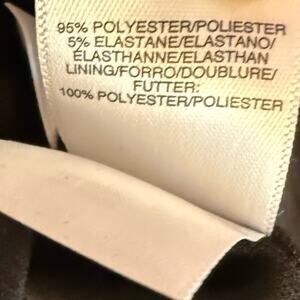 95% POLYESTER/POLIESTER
5% ELASTANE/ELASTANO/
ÉLASTHANNE/ELASTHAN
LINING/FORRO/DOUBLURE/
FUTTER:
100% POLYESTER/POLIESTER